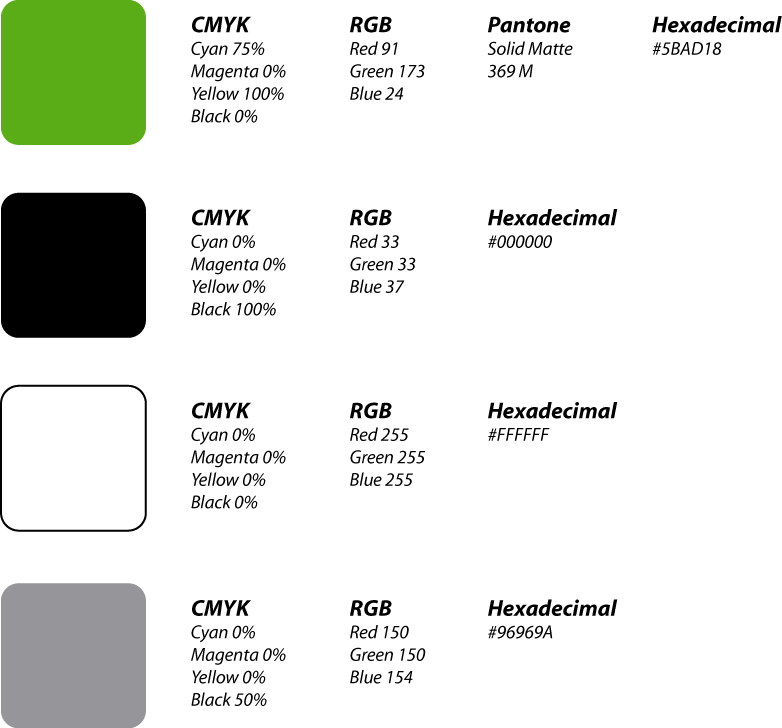 CMYK
Cyan 75%
Magenta 0%
Yellow 100%
Black 0%
RGB
Red 91
Green 173
Blue 24
Pantone
Solid Matte
369 M
Hexadecimal
#5BAD18
CMYK
Cyan 0%
Magenta 0%
Yellow 0%
Black 100%
RGB
Red 33
Green 33
Blue 37
Hexadecimal
#000000
CMYK
Cyan 0%
Magenta 0%
Yellow 0%
Black 0%
RGB
Red 255
Green 255
Blue 255
Hexadecimal
#FFFFFF
CMYK
Cyan 0%
Magenta 0%
Yellow 0%
Black 50%
RGB
Red 150
Green 150
Blue 154
Hexadecimal
#96969A